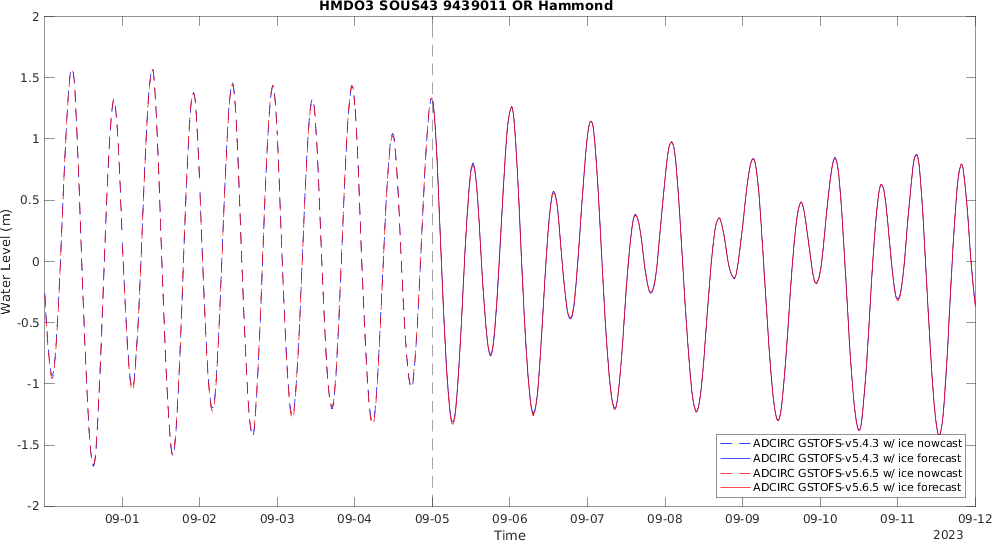 HMDO3 SOUS43 9439011 OR Hammond
2
1.5
1
0.5
0
-0.5
-1
-1.5
-2
Water Level (m)
09-01 09-02 09-03 09-04 09-05 09-06 09-07 09-08 09-09 09-10 09-11 09-12
Time
2023
ADCIRC GSTOFS-v5.4.3 w/ ice nowcast
ADCIRC GSTOFS-v5.4.3 w/ ice forecast
ADCIRC GSTOFS-v5.6.5 w/ ice nowcast
ADCIRC GSTOFS-v5.6.5 w/ ice forecast